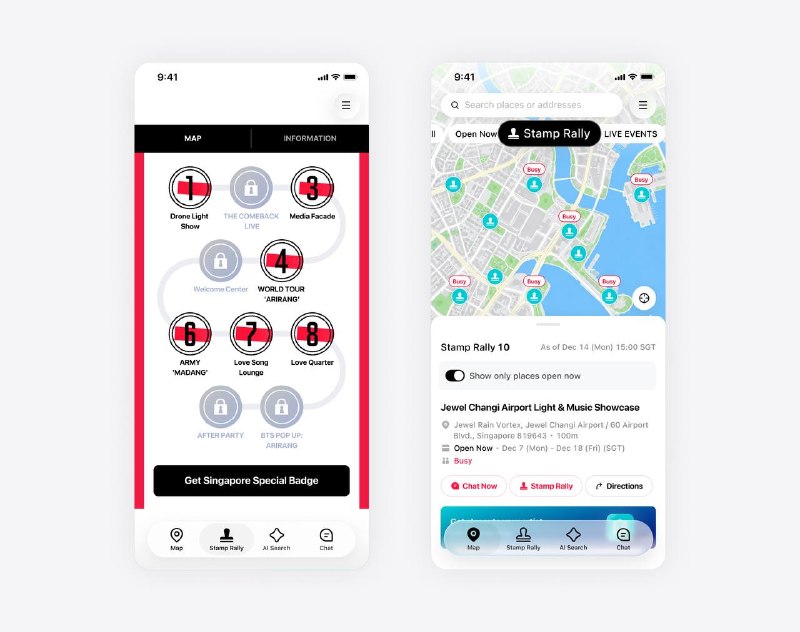 9:41
MAP
INFORMATION
1
3
Drone Light
Show
THE COMEBACK
LIVE
Media Facade
4
Welcome Center
WORLD TOUR
'ARIRANG'
6
7
8
ARMY
'MADANG'
Love Song
Lounge
Love Quarter
AFTER PARTY
BTS POP UP:
ARIRANG
Get Singapore Special Badge
Map
Stamp Rally
AI Search
Chat
9:41
Search places or addresses
Open Now
Stamp Rally
LIVE EVENTS
Busy
Busy
Busy
Busy
Busy
Busy
Stamp Rally 10
As of Dec 14 (Mon) 15:00 SGT
Show only places open now
Jewel Changi Airport Light & Music Showcase
Jewel Rain Vortex, Jewel Changi Airport / 60 Airport
Blvd., Singapore 819643 • 100m
Open Now - Dec 7 (Mon) - Dec 18 (Fri) (SGT)
Busy
Chat Now
Stamp Rally
Directions
Map
Stamp Rally
AI Search
Chat